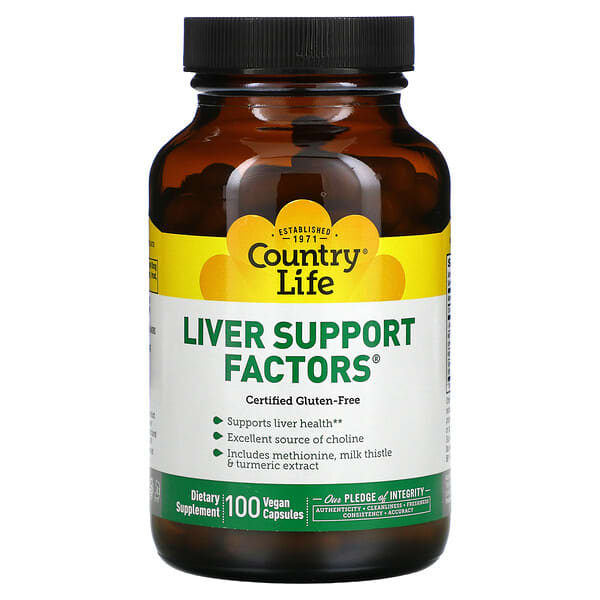 ESTABLISHED
1971
Country®
Life
LIVER SUPPORT
FACTORS®
Certified Gluten-Free
Supports liver health**
Excellent source of choline
Includes methionine, milk thistle
& turmeric extract
Dietary
Supplement
100 Vegan
Capsules
Our PLEDGE of INTEGRITY
AUTHENTICITY • CLEANLINESS • FRESHNESS
CONSISTENCY • ACCURACY